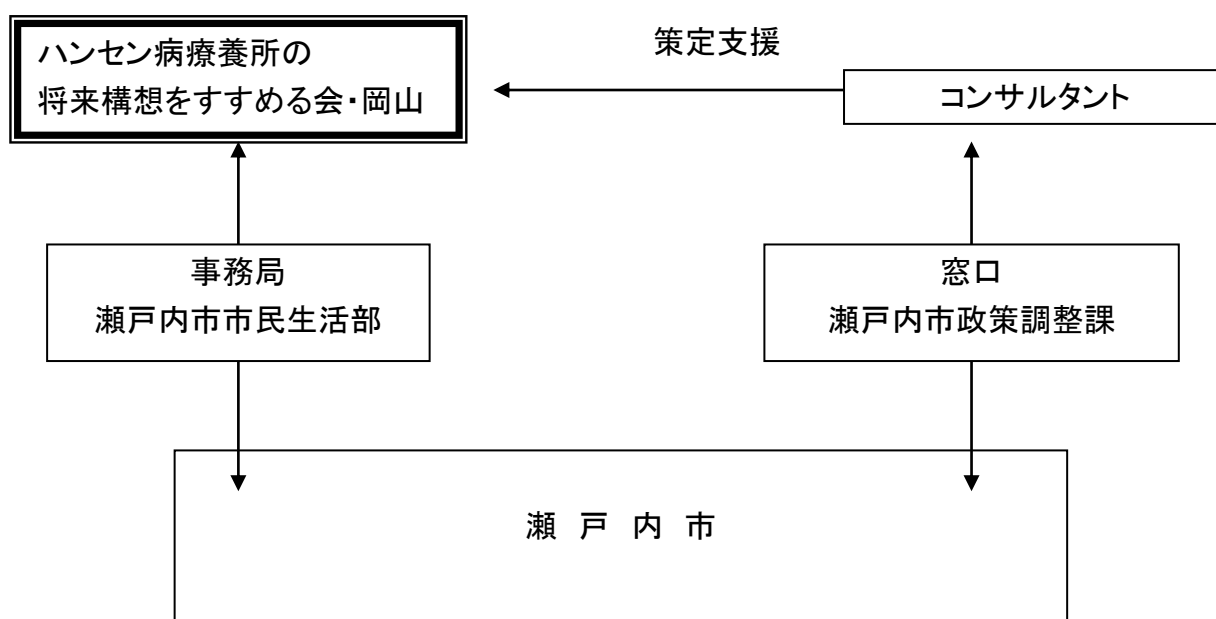 ハンセン病療養所の
将来構想をすすめる会・岡山
策定支援
コンサルタント
事務局
瀬戸内市市民生活部
窓口
瀬戸内市政策調整課
瀬 戸 内 市